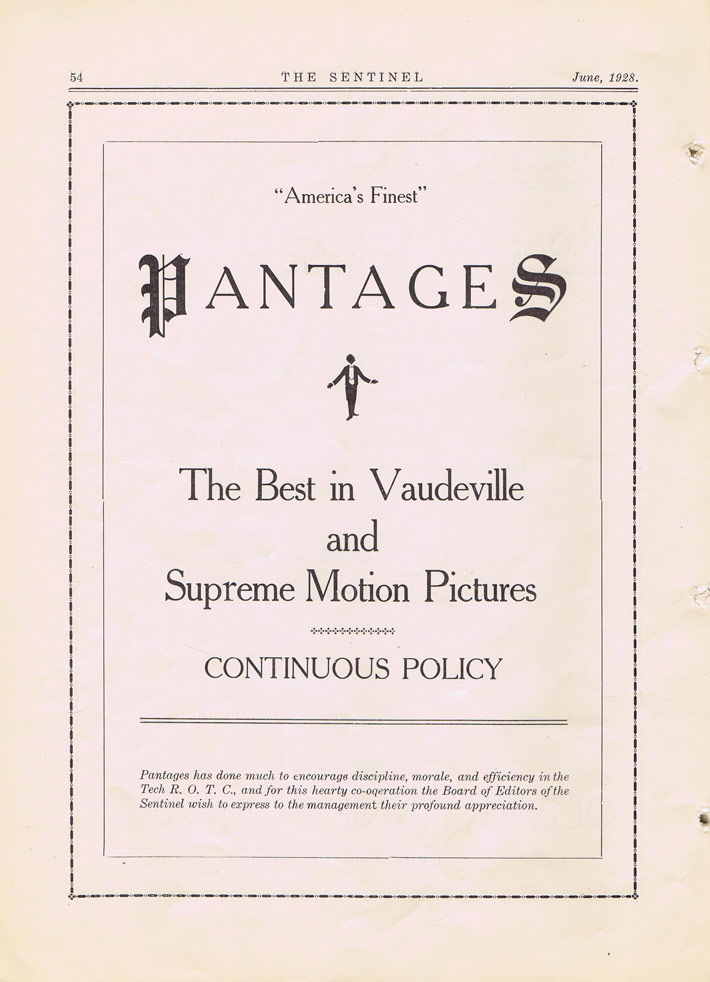 54 THE SENTINEL June, 1928.
“America’s Finest”
PANTAGES
The Best in Vaudeville
and
Supreme Motion Pictures
CONTINUOUS POLICY
Pantages has done much to encourage discipline, morale, and efficiency in the
Tech R. O. T. C., and for this hearty co-oqeration the Board of Editors of the
Sentinel wish to express to the management their profound appreciation.